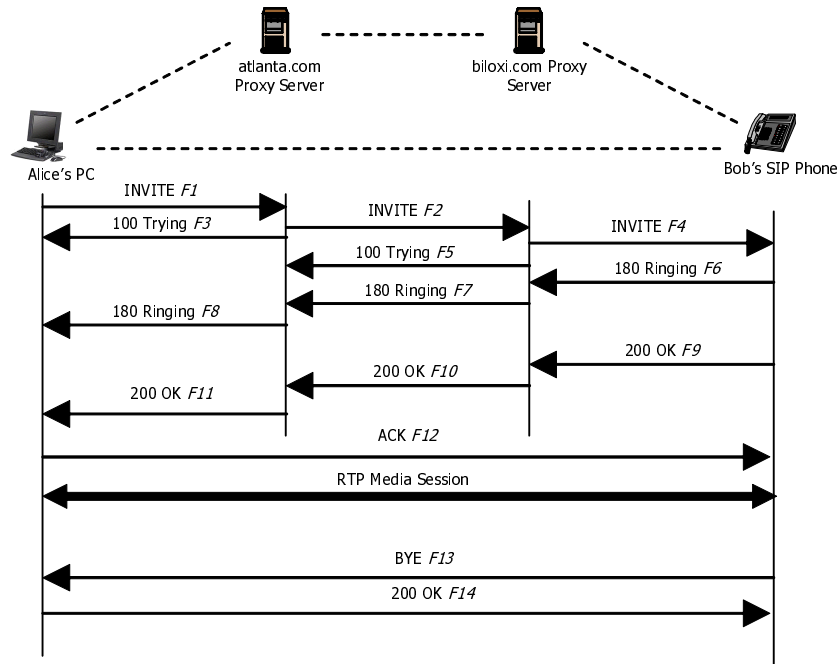 atlanta.com
Proxy Server
biloxi.com Proxy
Server
Alice's PC
Bob's SIP Phone
INVITE F1
INVITE F2
100 Trying F3
INVITE F4
100 Trying F5
180 Ringing F6
180 Ringing F7
180 Ringing F8
200 OK F9
200 OK F10
200 OK F11
ACK F12
RTP Media Session
BYE F13
200 OK F14